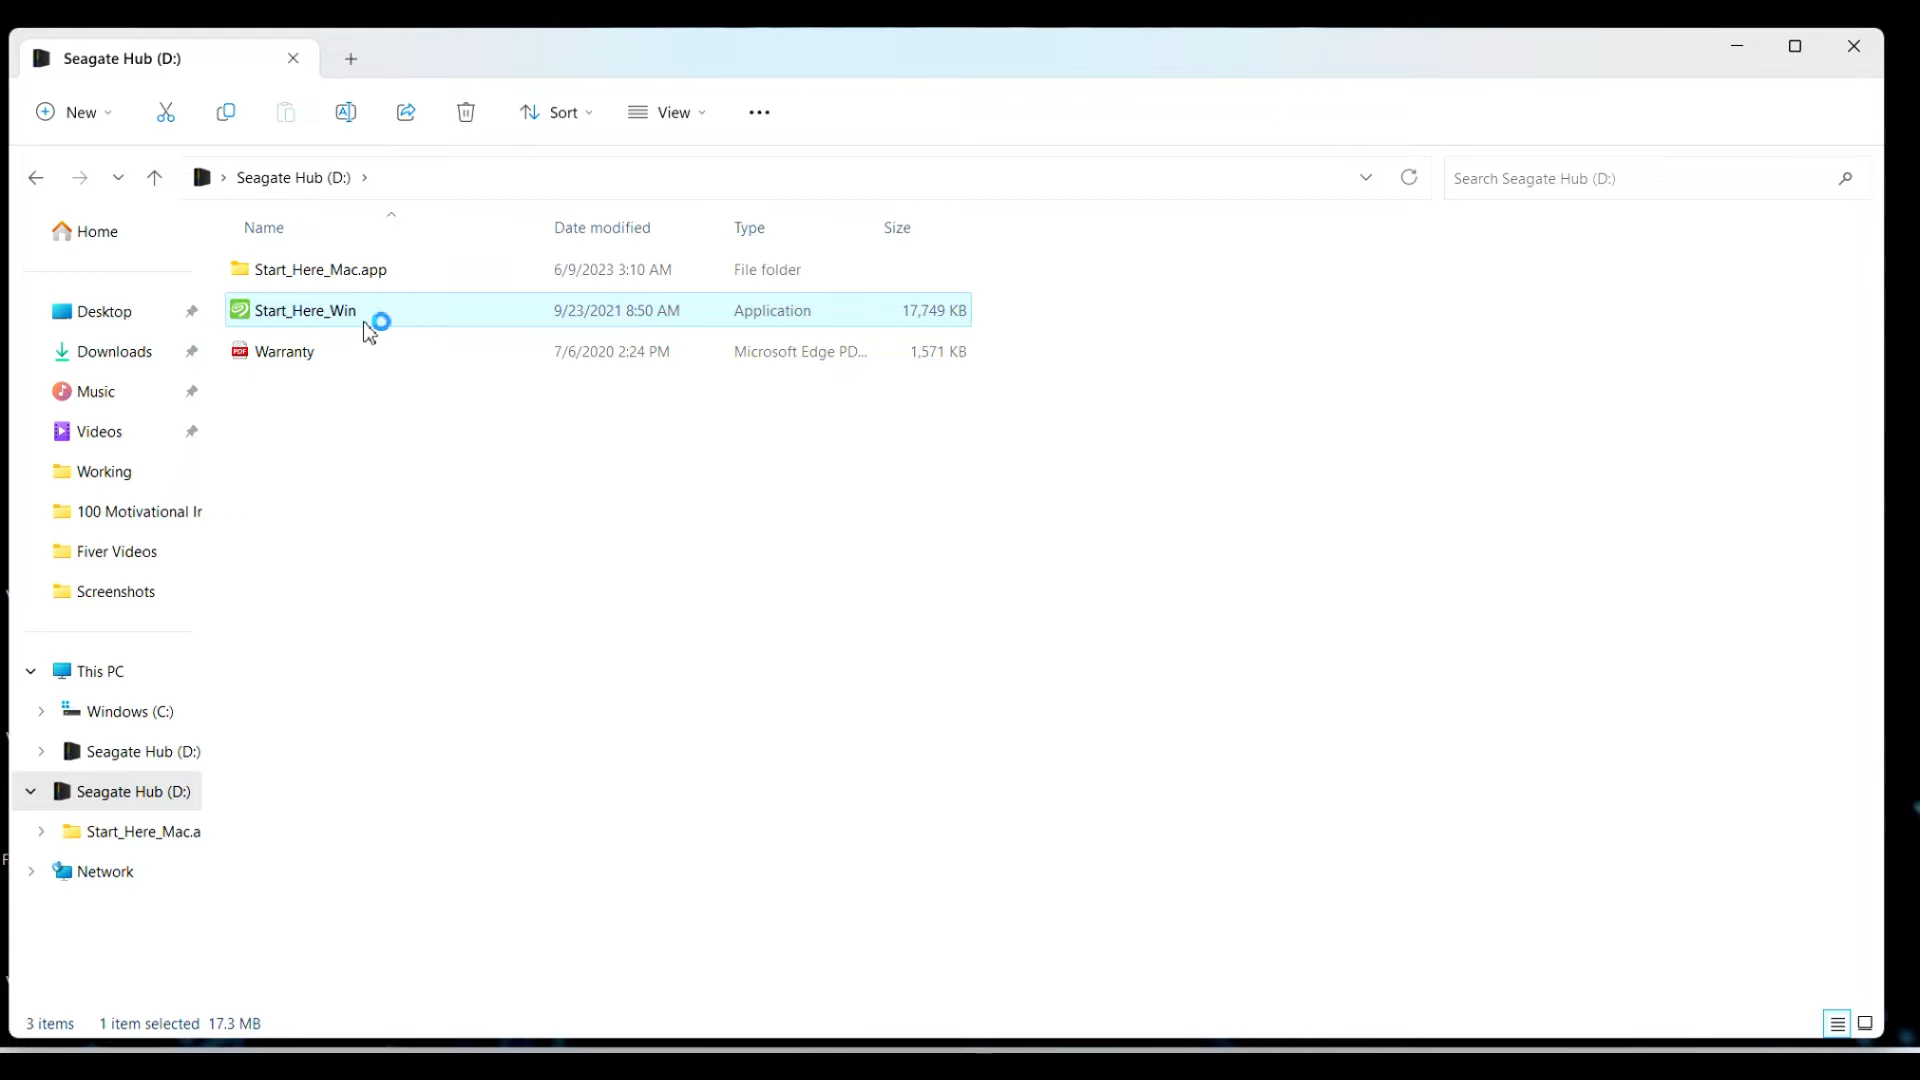 Seagate Hub (D:)
New
Sort
View
Seagate Hub (D:)
Search Seagate Hub (D:)
Name
Date modified
Type
Size
Start_Here_Mac.app
6/9/2023 3:10 AM
File folder
Start_Here_Win
9/23/2021 8:50 AM
Application
17,749 KB
PDF
Warranty
7/6/2020 2:24 PM
Microsoft Edge PD...
1,571 KB
Home
Desktop
Downloads
Music
Videos
Working
100 Motivational Ir
Fiver Videos
Screenshots
This PC
Windows (C:)
Seagate Hub (D:)
Seagate Hub (D:)
Start_Here_Mac.a
Network
3 items
1 item selected 17.3 MB